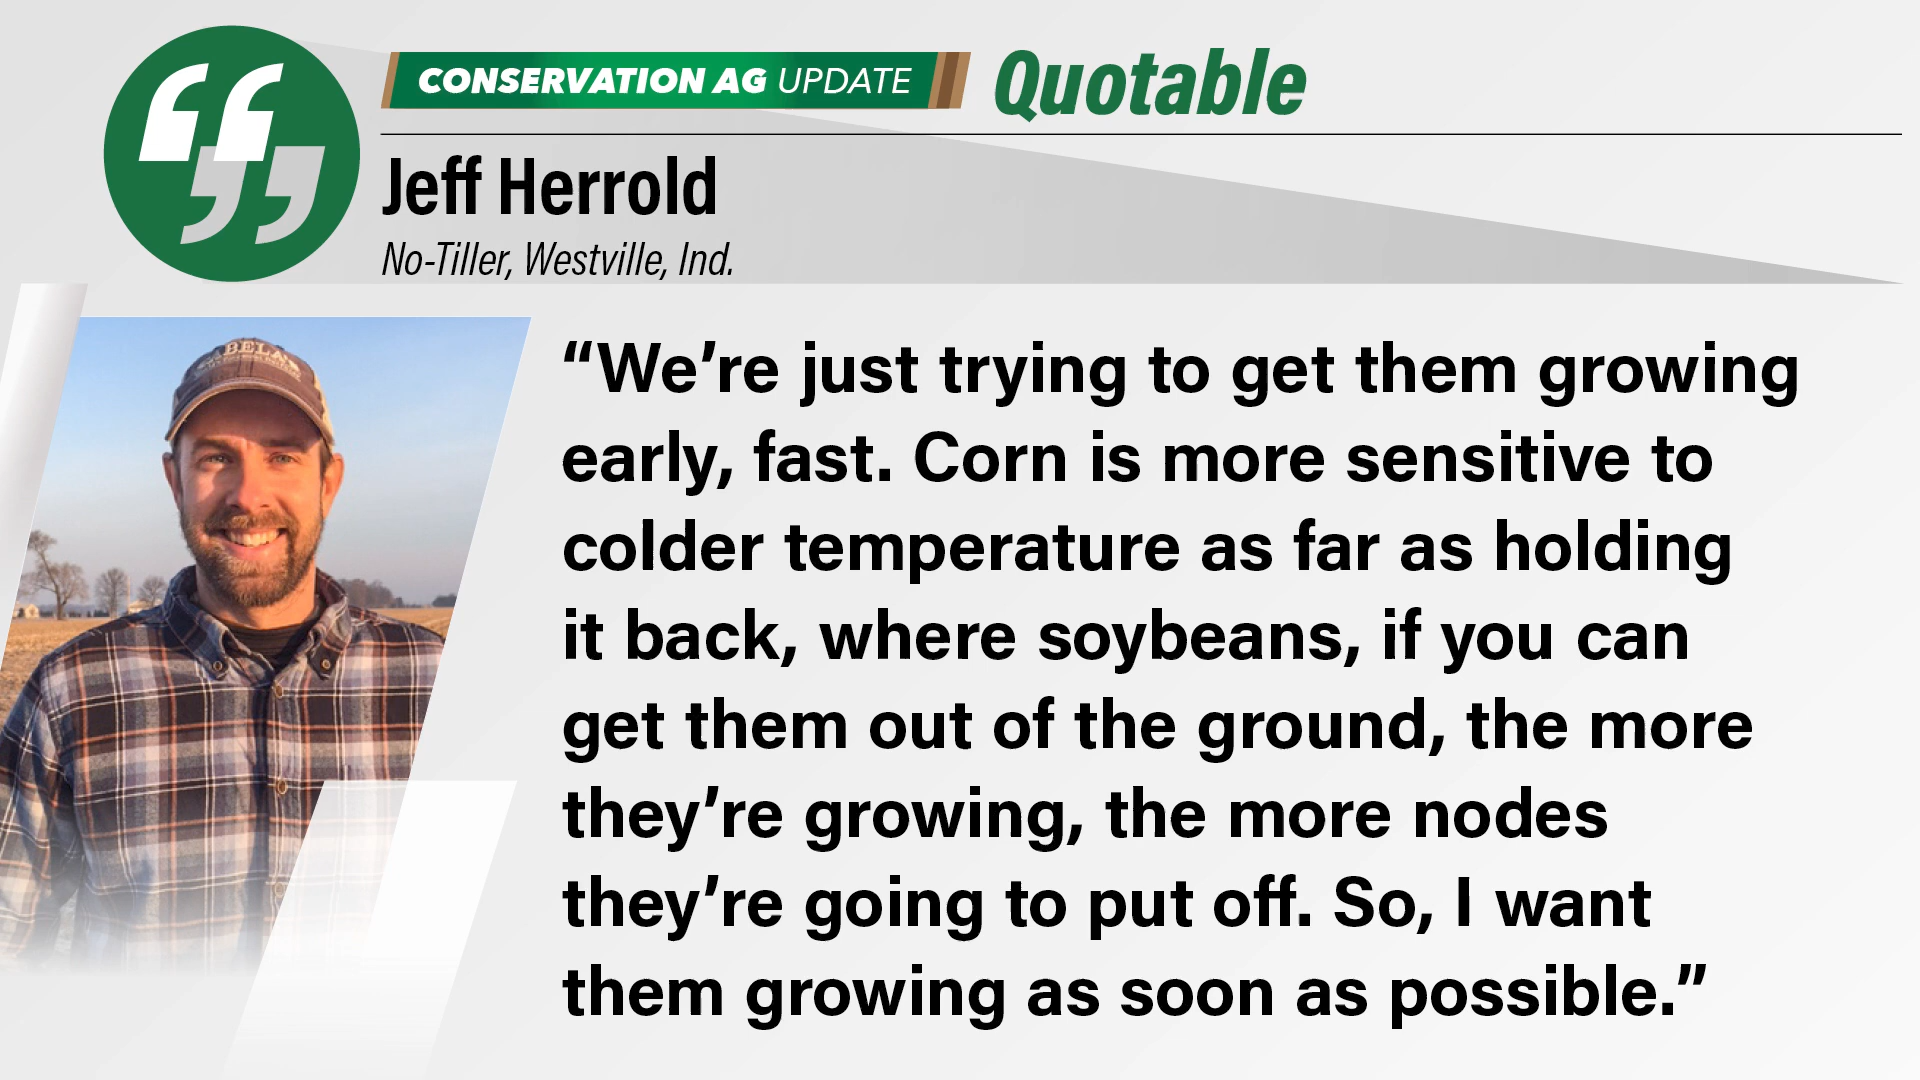 CONSERVATION AG UPDATE Quotable
Jeff Herrold
No-Tiller, Westville, Ind.
“We’re just trying to get them growing
early, fast. Corn is more sensitive to
colder temperature as far as holding
it back, where soybeans, if you can
get them out of the ground, the more
they’re growing, the more nodes
they’re going to put off. So, I want
them growing as soon as possible.”